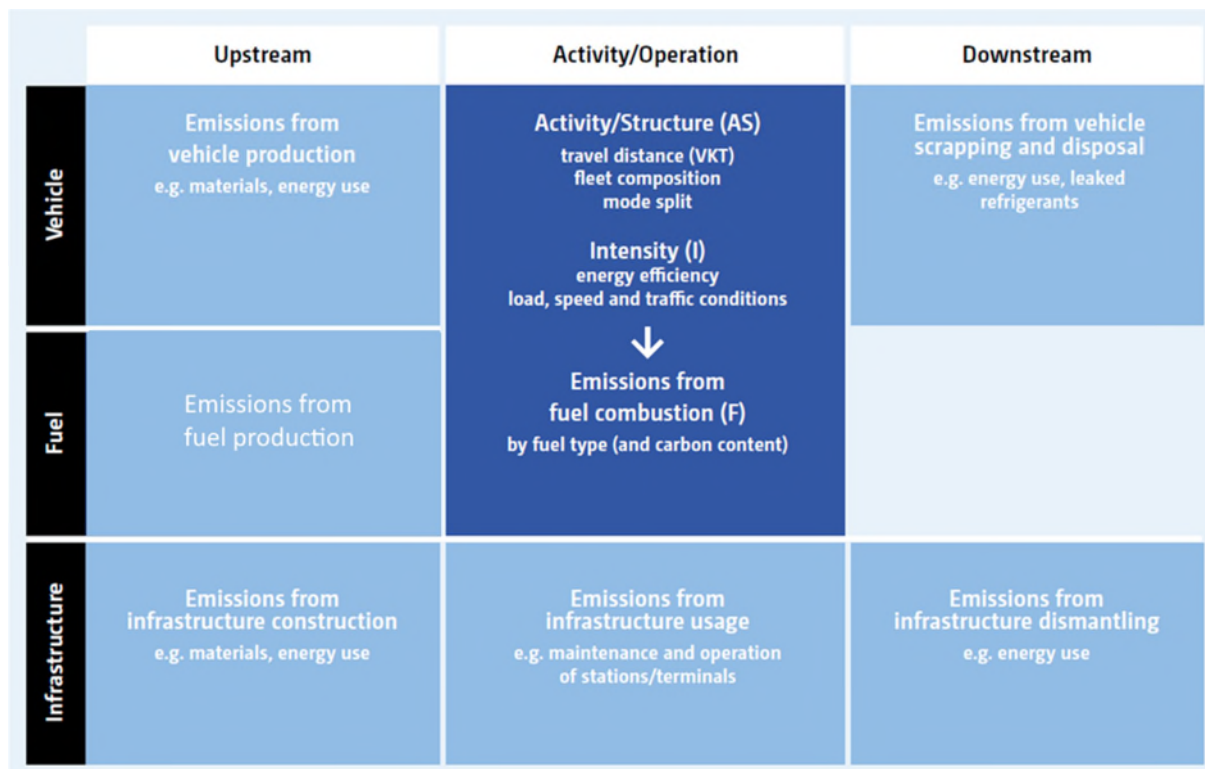 Upstream
Activity/Operation
Downstream
Vehicle
Emissions from
vehicle production
e.g. materials, energy use
Activity/Structure (AS)
travel distance (VKT)
fleet composition
mode split
Intensity (I)
energy efficiency
load, speed and traffic conditions
Emissions from vehicle
scrapping and disposal
e.g. energy use, leaked
refrigerants
Fuel
Emissions from
fuel production
Emissions from
fuel combustion (F)
by fuel type (and carbon content)
Infrastructure
Emissions from
infrastructure construction
e.g. materials, energy use
Emissions from
infrastructure usage
e.g. maintenance and operation
of stations/terminals
Emissions from
infrastructure dismantling
e.g. energy use